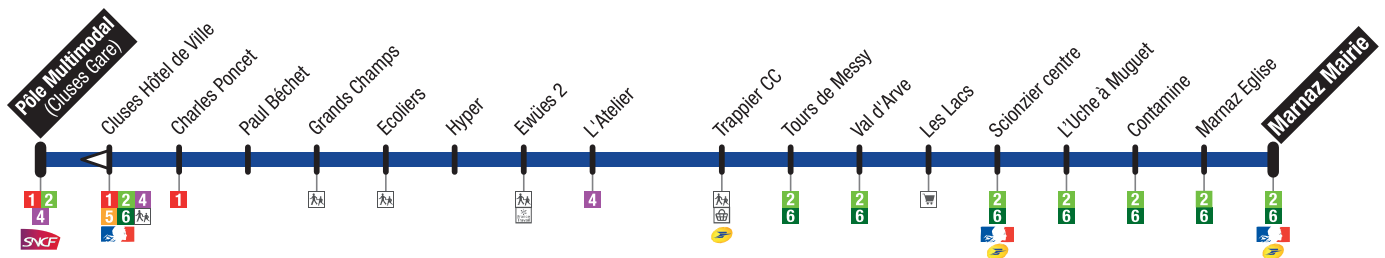 Pôle Multimodal
(Cluses Gare)
Cluses Hôtel de Ville
Charles Poncet
Paul Béchet
Grands Champs
Ecoliers
Hyper
Ewües 2
L'Atelier
Trappier CC
Tours de Messy
Val d'Arve
Les Lacs
Scionzier centre
L'Uche à Muguet
Contamine
Marnaz Eglise
Marnaz Mairie
1 2
4
SNCF
1 2 4
5 6
1
4
2
6
2
6
2
6
2
6
2
6
2
6
2
6